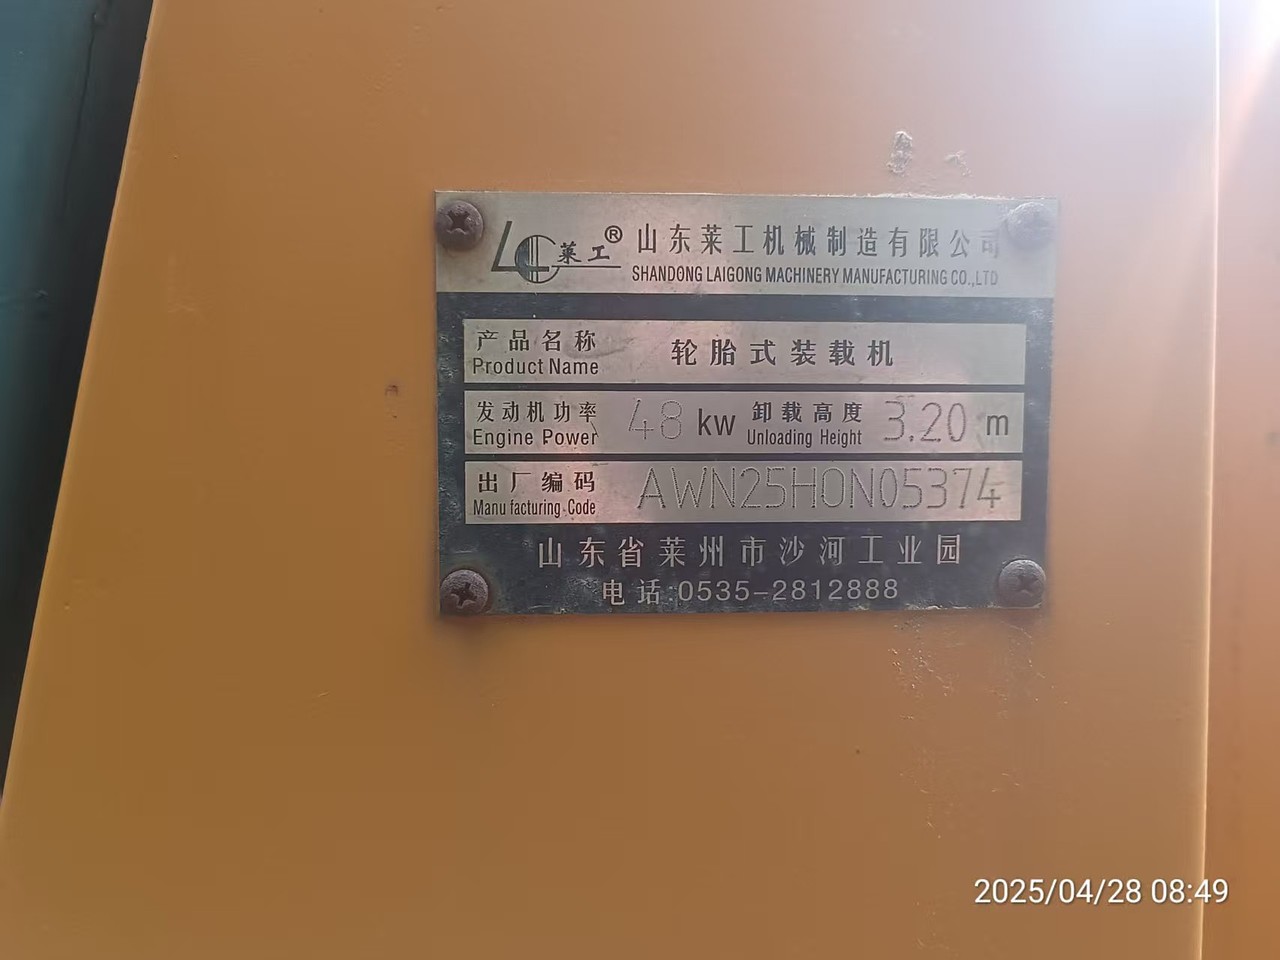 莱工® 山东莱工机械制造有限公司
SHANDONG LAIGONG MACHINERY MANUFACTURING CO.,LTD
产品名称 轮胎式装载机
Product Name
发动机功率 48 kw 卸载高度 3.20 m
Engine Power Unloading Height
出厂编码 AWN25H0N05374
Manufacturing Code
山东省莱州市沙河工业园
电话:0535-2812888
2025/04/28 08:49